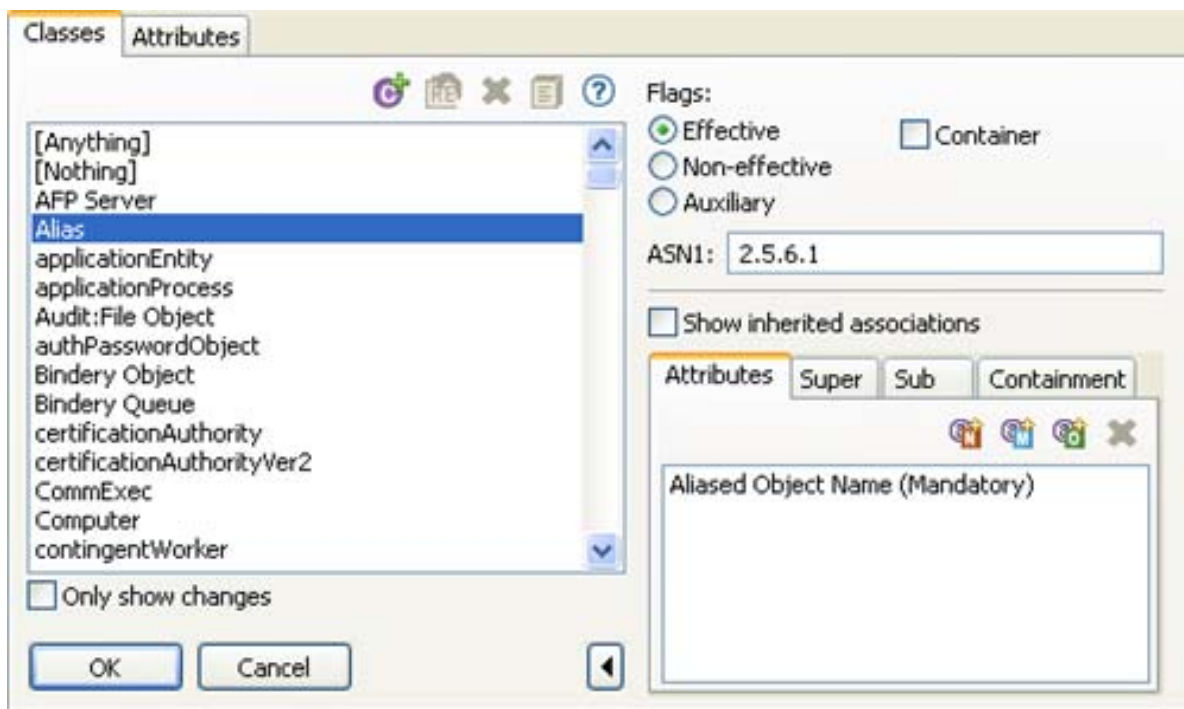 Classes Attributes
[Anything]
[Nothing]
AFP Server
Alias
applicationEntity
applicationProcess
Audit:File Object
authPasswordObject
Bindery Object
Bindery Queue
certificationAuthority
certificationAuthorityVer2
CommExec
Computer
contingentWorker
Only show changes
OK Cancel
Flags:
Effective Container
Non-effective
Auxiliary
ASN1: 2.5.6.1
Show inherited associations
Attributes Super Sub Containment
N M O
Aliased Object Name (Mandatory)